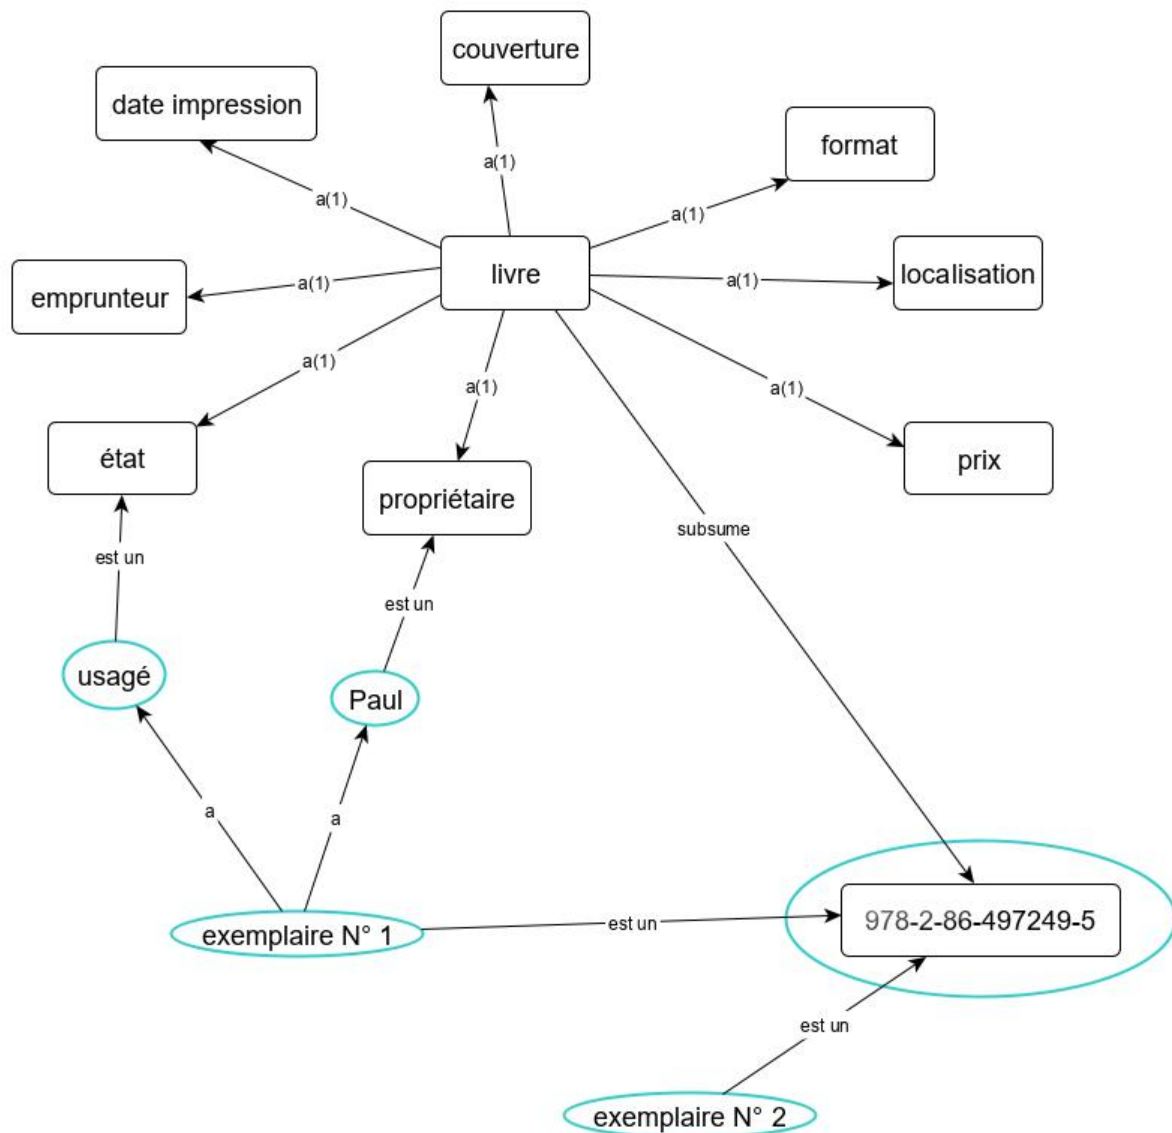 couverture
date impression
format
a(1)
a(1)
a(1)
livre
localisation
emprunteur
a(1)
a(1)
a(1)
a(1)
a(1)
état
prix
propriétaire
subsume
est un
est un
usagé
Paul
a
a
978-2-86-497249-5
est un
exemplaire N° 1
est un
exemplaire N° 2